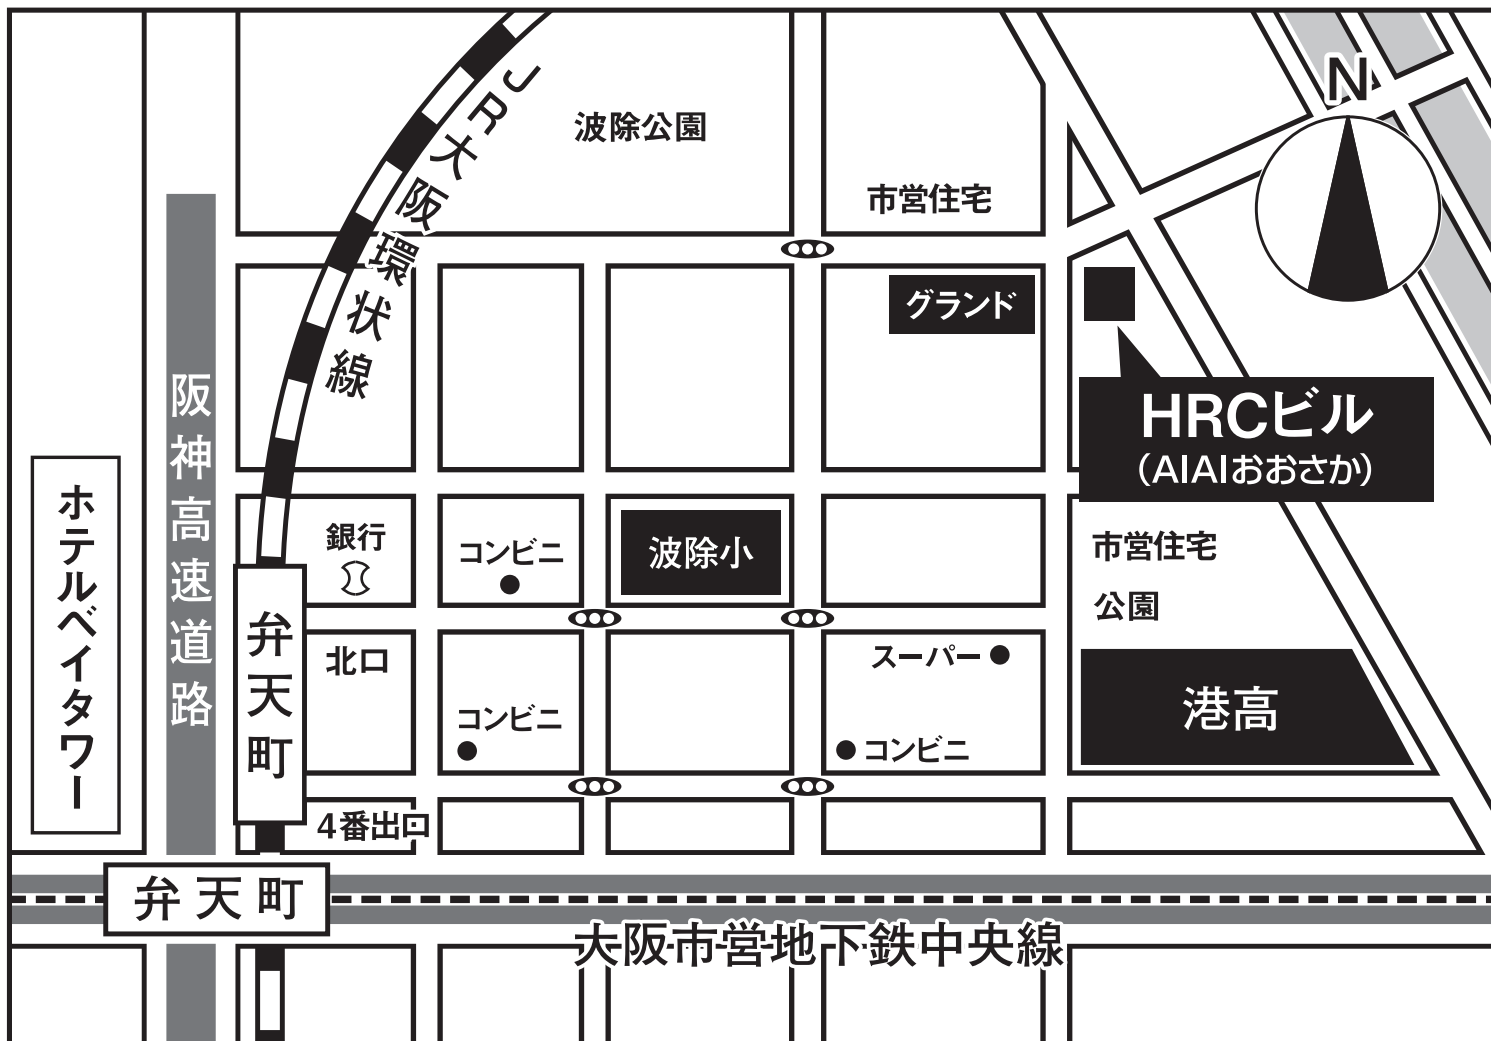 JR大阪環状線
波除公園
N
市営住宅
グランド
阪神高速道路
HRCビル
(AIAIおおさか)
ホテルベイタワー
銀行
コンビニ
波除小
市営住宅
公園
弁天町
北口
スーパー
港高
コンビニ
コンビニ
4番出口
弁天町
大阪市営地下鉄中央線